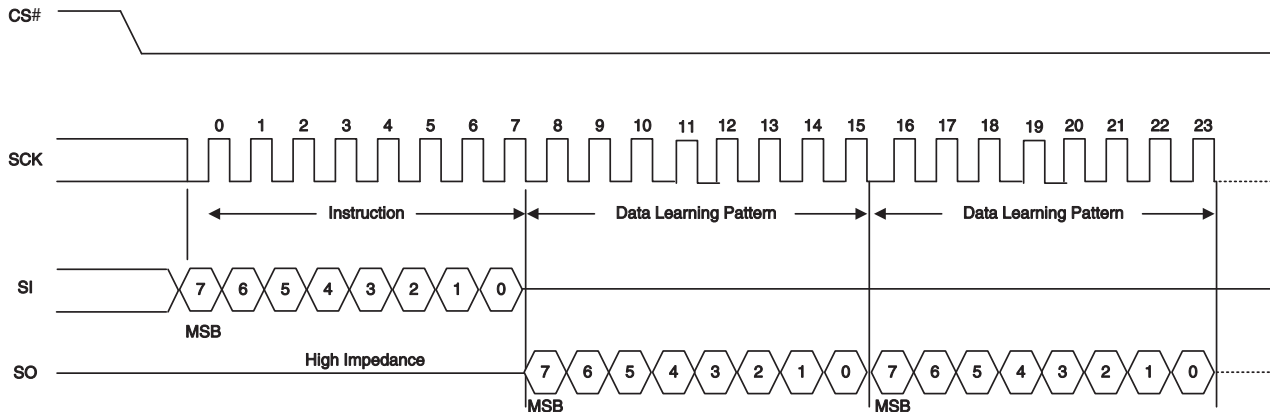 CS#
0 1 2 3 4 5 6 7 8 9 10 11 12 13 14 15 16 17 18 19 20 21 22 23
SCK
Instruction Data Learning Pattern Data Learning Pattern
SI 7 6 5 4 3 2 1 0
MSB
High Impedance
SO 7 6 5 4 3 2 1 0 7 6 5 4 3 2 1 0
MSB MSB